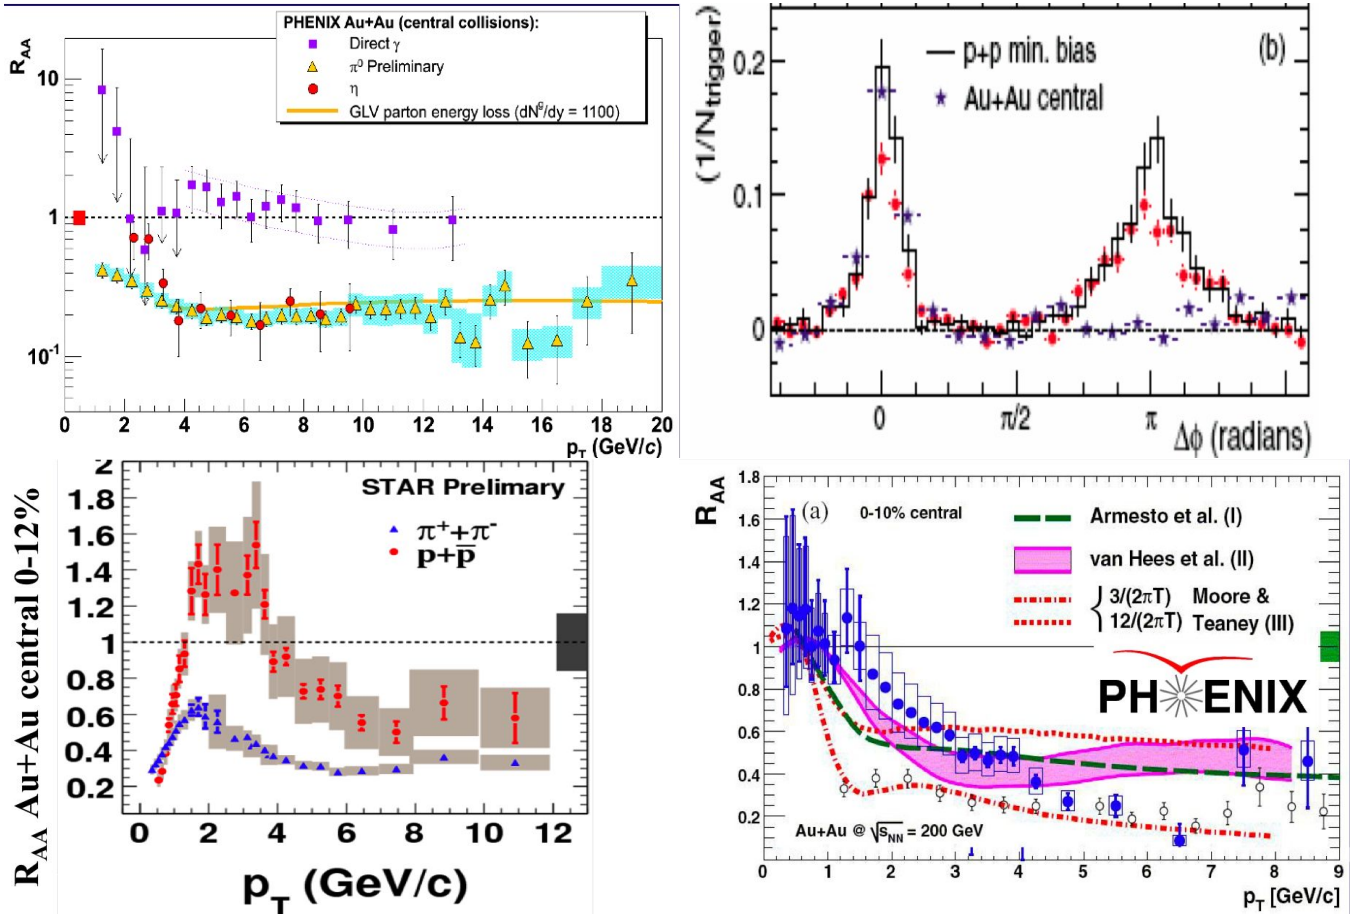 PHENIX Au+Au (central collisions):
Direct γ
π⁰ Preliminary
η
GLV parton energy loss (dNᵍ/dy = 1100)
R_AA
10
1
10⁻¹
0 2 4 6 8 10 12 14 16 18 20
p_T (GeV/c)
(b)
p+p min. bias
Au+Au central
(1/N_trigger)
0.2
0.1
0
0 π/2 π
Δϕ (radians)
R_AA Au+Au central 0-12%
STAR Prelimary
π⁺+π⁻
p+p̅
2
1.8
1.6
1.4
1.2
1
0.8
0.6
0.4
0.2
0 2 4 6 8 10 12
p_T (GeV/c)
R_AA
(a)
0-10% central
Armesto et al. (I)
van Hees et al. (II)
3/(2πT) Moore &
12/(2πT) Teaney (III)
PHENIX
Au+Au @ √s_NN = 200 GeV
1.8
1.6
1.4
1.2
1
0.8
0.6
0.4
0.2
0
0 1 2 3 4 5 6 7 8 9
p_T [GeV/c]